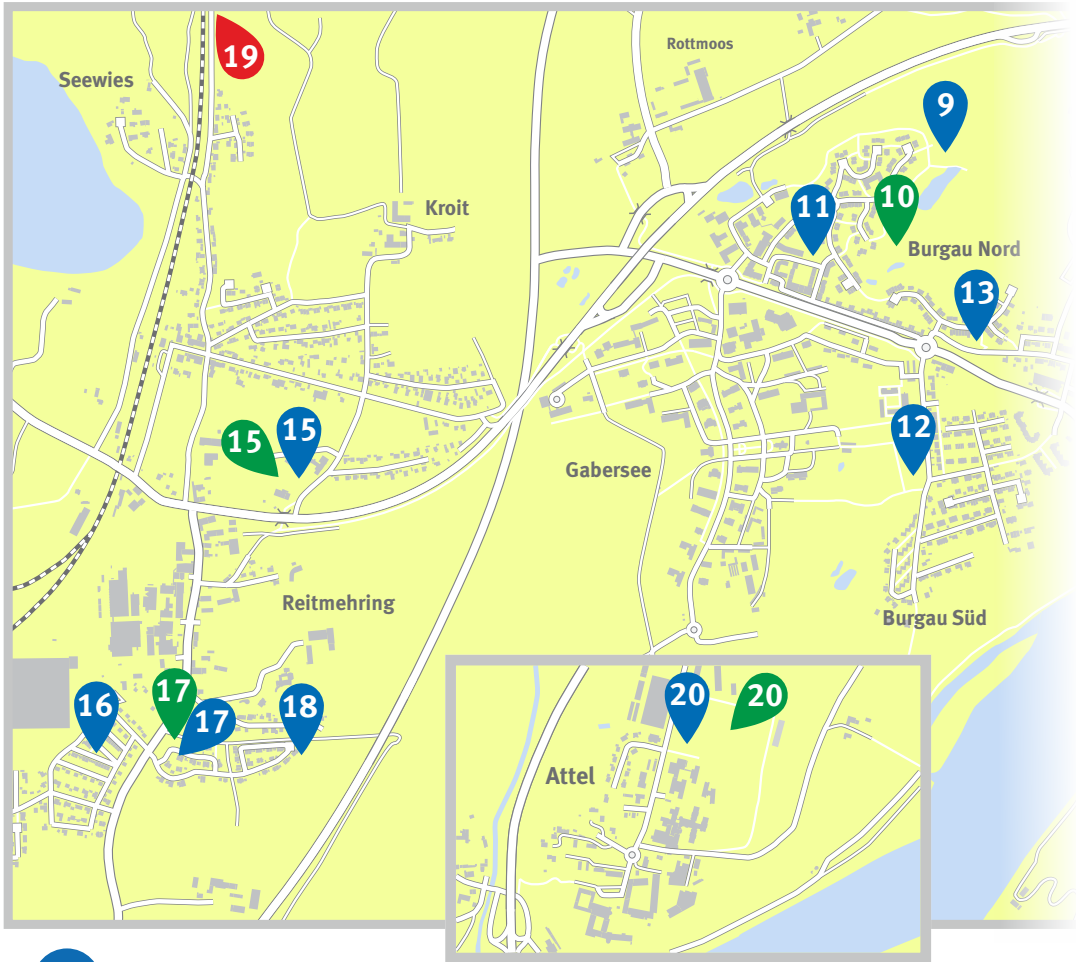 19
Rottmoos
Seewies
9
10
11
Kroit
Burgau Nord
13
15
15
12
Gabersee
Reitmehring
Burgau Süd
17
20
20
16
17
18
Attel